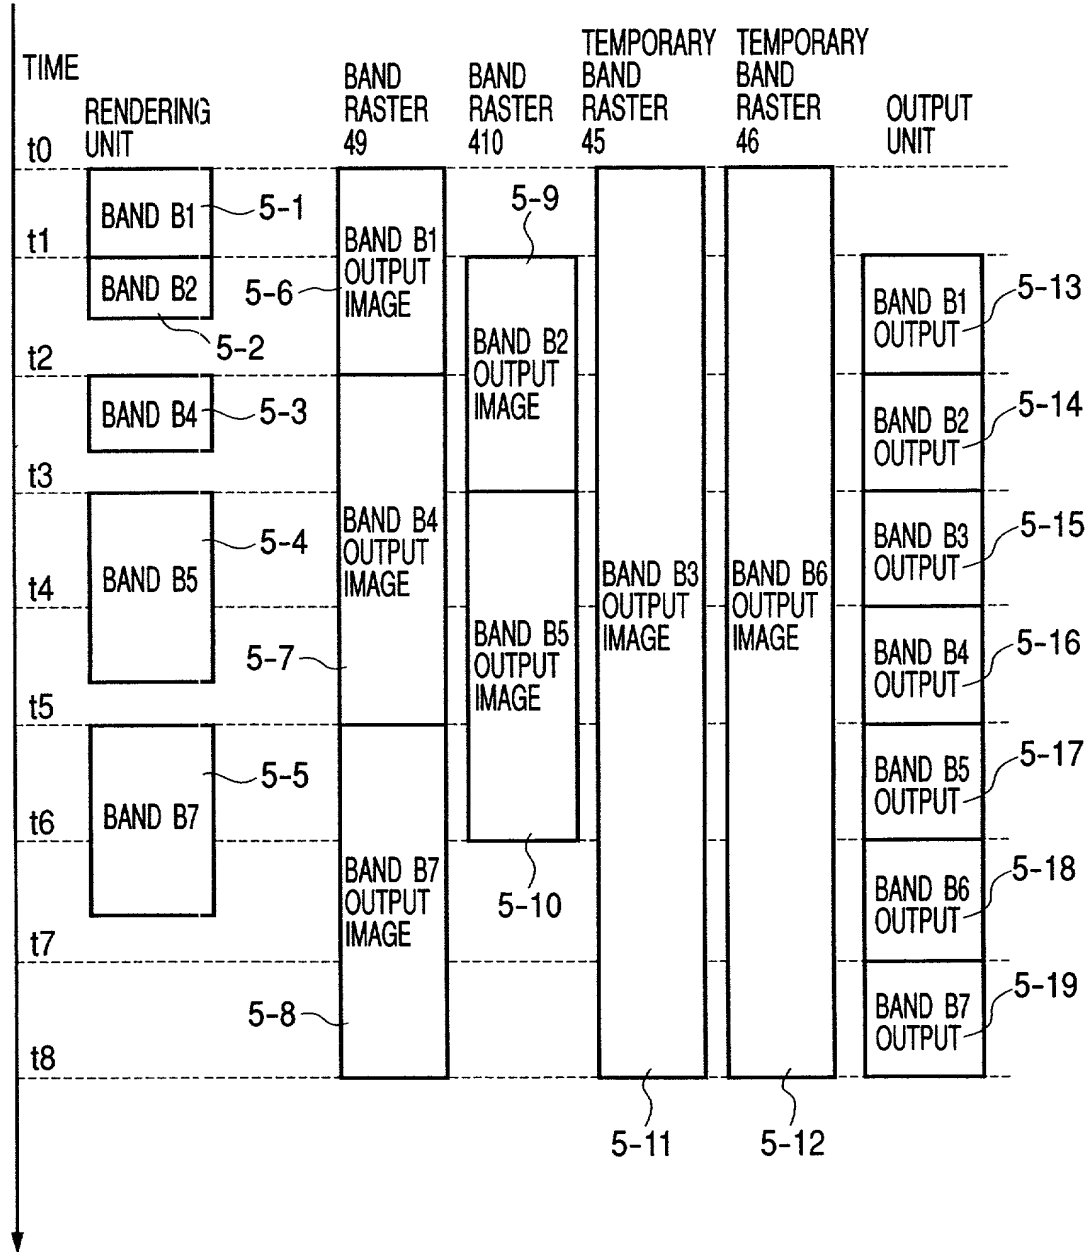 TIME
RENDERING
UNIT
BAND
RASTER
49
BAND
RASTER
410
TEMPORARY
BAND
RASTER
45
TEMPORARY
BAND
RASTER
46
OUTPUT
UNIT
t0
t1
t2
t3
t4
t5
t6
t7
t8
BAND B1
5-1
BAND B2
5-2
BAND B4
5-3
BAND B5
5-4
BAND B7
5-5
BAND B1
OUTPUT
IMAGE
5-6
BAND B4
OUTPUT
IMAGE
5-7
BAND B7
OUTPUT
IMAGE
5-8
5-9
BAND B2
OUTPUT
IMAGE
BAND B5
OUTPUT
IMAGE
5-10
BAND B3
OUTPUT
IMAGE
5-11
BAND B6
OUTPUT
IMAGE
5-12
BAND B1
OUTPUT
5-13
BAND B2
OUTPUT
5-14
BAND B3
OUTPUT
5-15
BAND B4
OUTPUT
5-16
BAND B5
OUTPUT
5-17
BAND B6
OUTPUT
5-18
BAND B7
OUTPUT
5-19